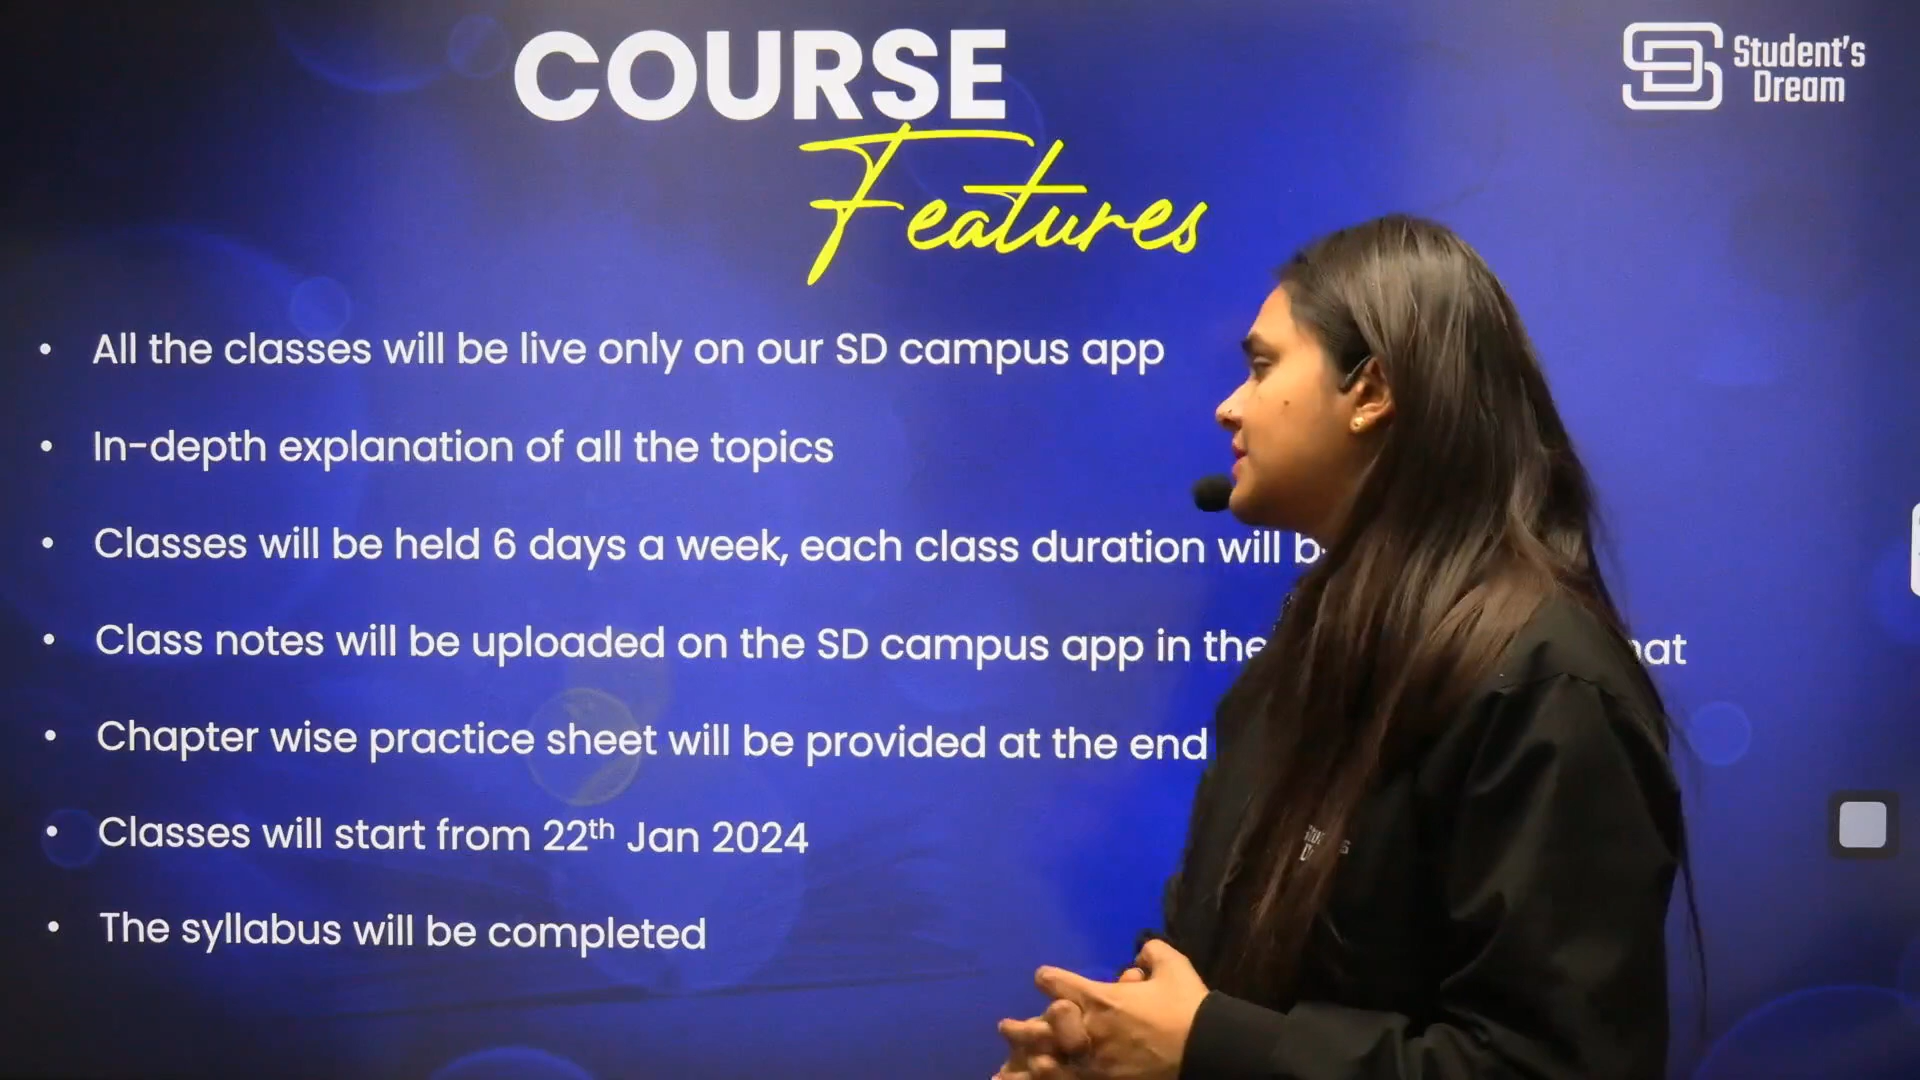 COURSE
Features
Student's
Dream
• All the classes will be live only on our SD campus app
• In-depth explanation of all the topics
• Classes will be held 6 days a week, each class duration will
• Class notes will be uploaded on the SD campus app in the
• Chapter wise practice sheet will be provided at the end
• Classes will start from 22th Jan 2024
• The syllabus will be completed